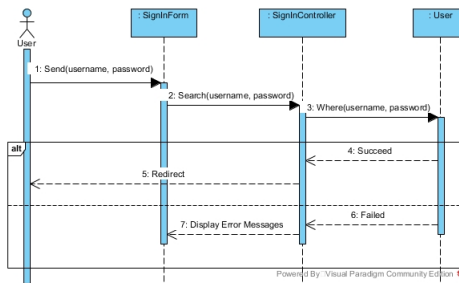 : SignInForm
: SignInController
: User
User
1: Send(username, password)
2: Search(username, password)
3: Where(username, password)
alt
4: Succeed
5: Redirect
6: Failed
7: Display Error Messages
Powered By Visual Paradigm Community Edition